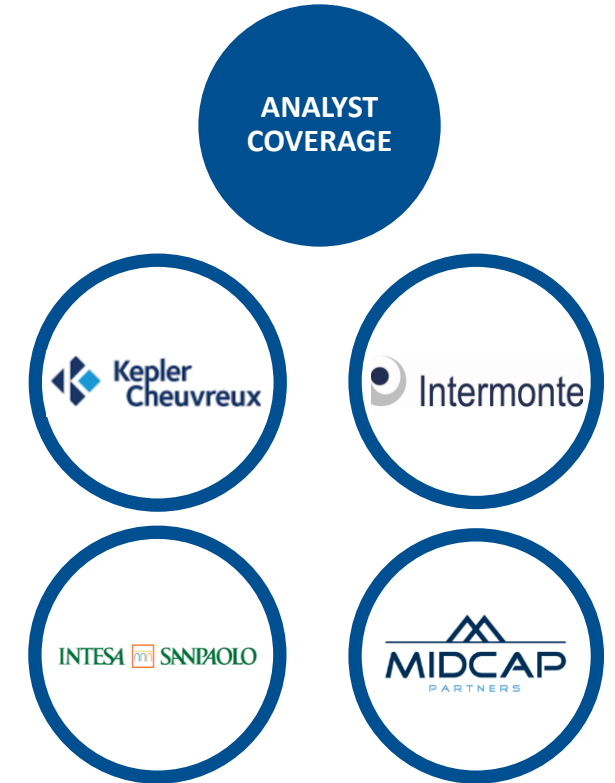 ANALYST
COVERAGE
Kepler
Cheuvreux
Intermonte
INTESA SANPAOLO
MIDCAP
PARTNERS